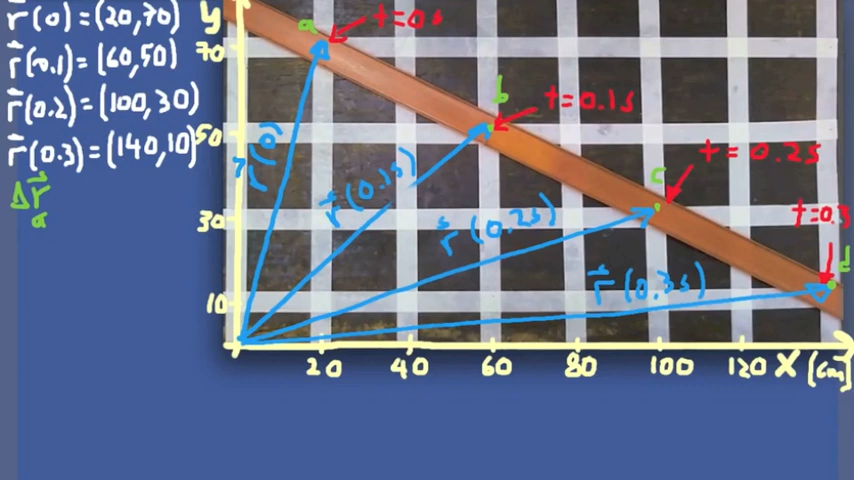 r⃗(0)=(20,70)
r⃗(0.1)=(60,50)
r⃗(0.2)=(100,30)
r⃗(0.3)=(140,10)
Δr⃗
a
y
70
50
30
10
20 40 60 80 100 120 X [cm]
a
t=0s
b
t=0.1s
c
t=0.2s
t=0.3
d
r⃗(0)
r⃗(0.1s)
r⃗(0.2s)
r⃗(0.3s)